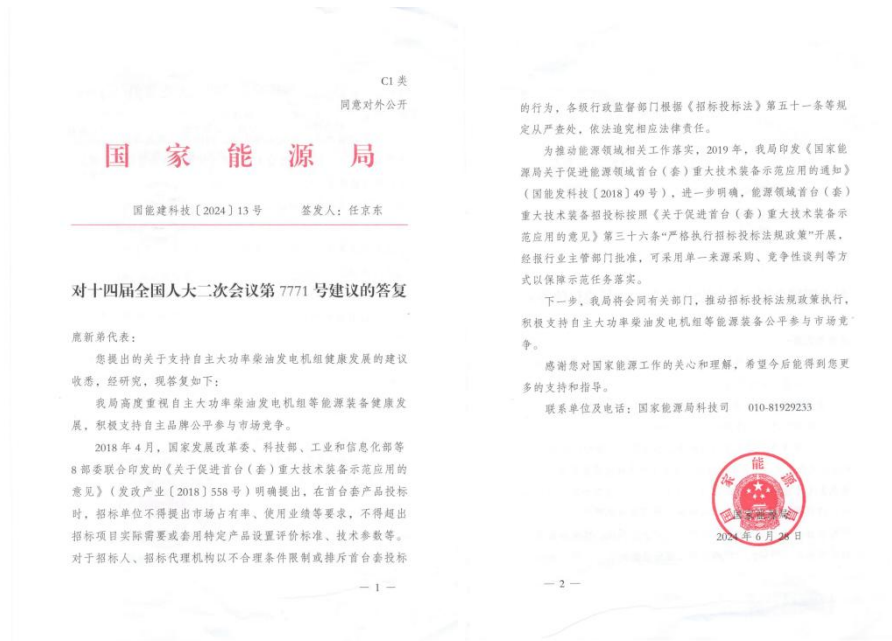 C1 类
同意对外公开
国家能源局
国能建科技〔2024〕13 号 签发人：任京东
对十四届全国人大二次会议第 7771 号建议的答复
鹿新弟代表：
您提出的关于支持自主大功率柴油发电机组健康发展的建议
收悉，经研究，现答复如下：
我局高度重视自主大功率柴油发电机组等能源装备健康发
展，积极支持自主品牌公平参与市场竞争。
2018 年 4 月，国家发展改革委、科技部、工业和信息化部等
8 部委联合印发的《关于促进首台（套）重大技术装备示范应用的
意见》（发改产业〔2018〕558 号）明确提出，在首台套产品投标
时，招标单位不得提出市场占有率、使用业绩等要求，不得超出
招标项目实际需要或套用特定产品设置评价标准、技术参数等。
对于招标人、招标代理机构以不合理条件限制或排斥首台套投标
— 1 —
的行为，各级行政监督部门根据《招标投标法》第五十一条等规
定从严查处，依法追究相应法律责任。
为推动能源领域相关工作落实，2019 年，我局印发《国家能
源局关于促进能源领域首台（套）重大技术装备示范应用的通知》
（国能发科技〔2018〕49 号），进一步明确，能源领域首台（套）
重大技术装备招投标按照《关于促进首台（套）重大技术装备示
范应用的意见》第三十六条“严格执行招标投标法规政策”开展，
经报行业主管部门批准，可采用单一来源采购、竞争性谈判等方
式以保障示范任务落实。
下一步，我局将会同有关部门，推动招标投标法规政策执行，
积极支持自主大功率柴油发电机组等能源装备公平参与市场竞
争。
感谢您对国家能源工作的关心和理解，希望今后能得到您更
多的支持和指导。
联系单位及电话：国家能源局科技司 010-81929233
国家能源局
国家能源局
2024 年 6 月 28 日
— 2 —